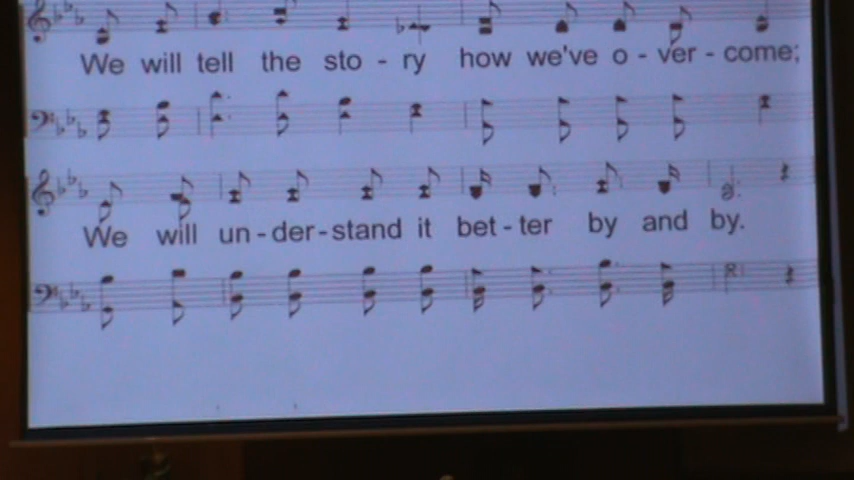 We will tell the sto - ry how we've o - ver - come;
We will un - der - stand it bet - ter by and by.